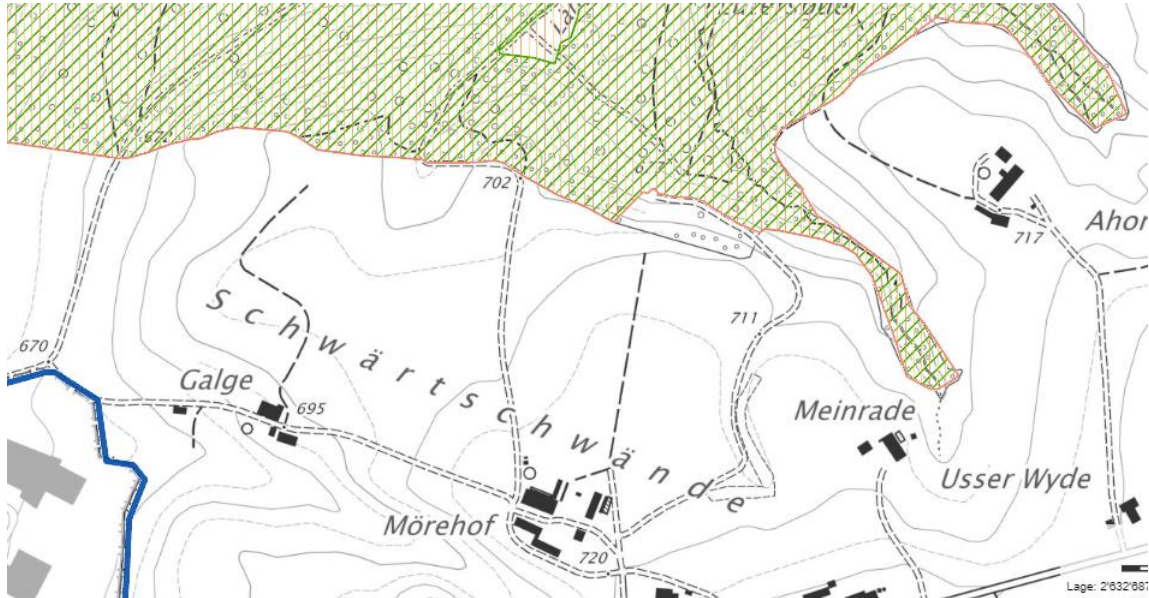 672
702
717
Ahor
711
670
Galge
695
Schwärtschwände
Meinrade
Usser Wyde
Mörehof
720
Lage: 2'632'687